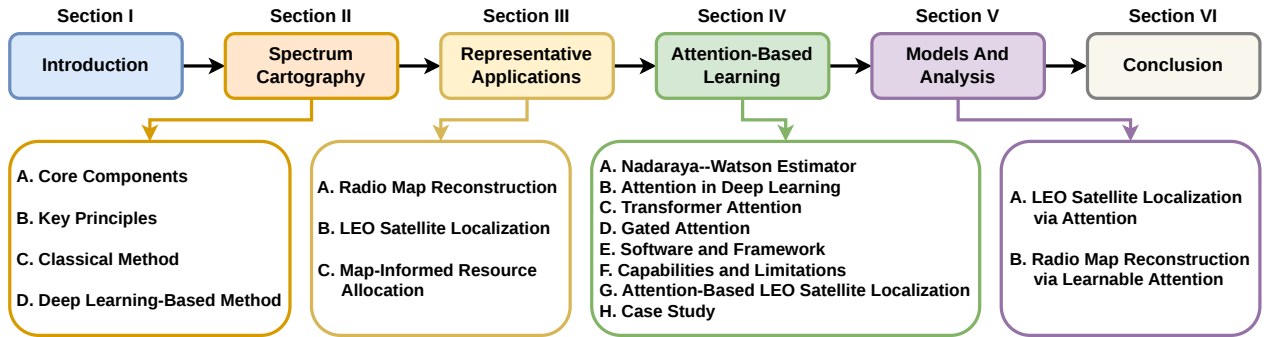 Section I
Section II
Section III
Section IV
Section V
Section VI
Introduction
Spectrum
Cartography
Representative
Applications
Attention-Based
Learning
Models And
Analysis
Conclusion
A. Core Components
B. Key Principles
C. Classical Method
D. Deep Learning-Based Method
A. Radio Map Reconstruction
B. LEO Satellite Localization
C. Map-Informed Resource
Allocation
A. Nadaraya--Watson Estimator
B. Attention in Deep Learning
C. Transformer Attention
D. Gated Attention
E. Software and Framework
F. Capabilities and Limitations
G. Attention-Based LEO Satellite Localization
H. Case Study
A. LEO Satellite Localization
via Attention
B. Radio Map Reconstruction
via Learnable Attention